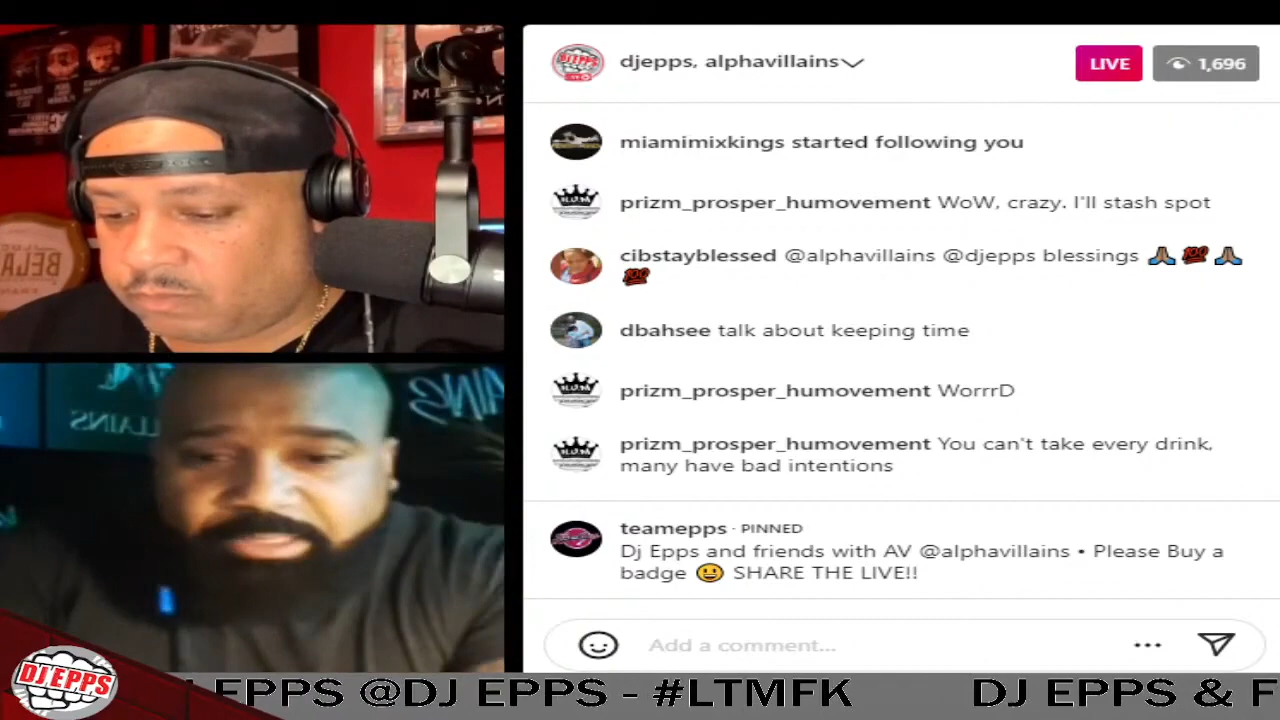 djepps, alphavillains
LIVE
1,696
miamimixkings started following you
prizm_prosper_humovement WoW, crazy. I'll stash spot
cibstayblessed @alphavillains @djepps blessings 🙏🏽 💯 🙏🏽
💯
dbahsee talk about keeping time
prizm_prosper_humovement WorrrD
prizm_prosper_humovement You can't take every drink,
many have bad intentions
teamepps · PINNED
Dj Epps and friends with AV @alphavillains • Please Buy a
badge 😀 SHARE THE LIVE!!
Add a comment...
DJ EPPS
EPPS @DJ EPPS - #LTMFK DJ EPPS & F